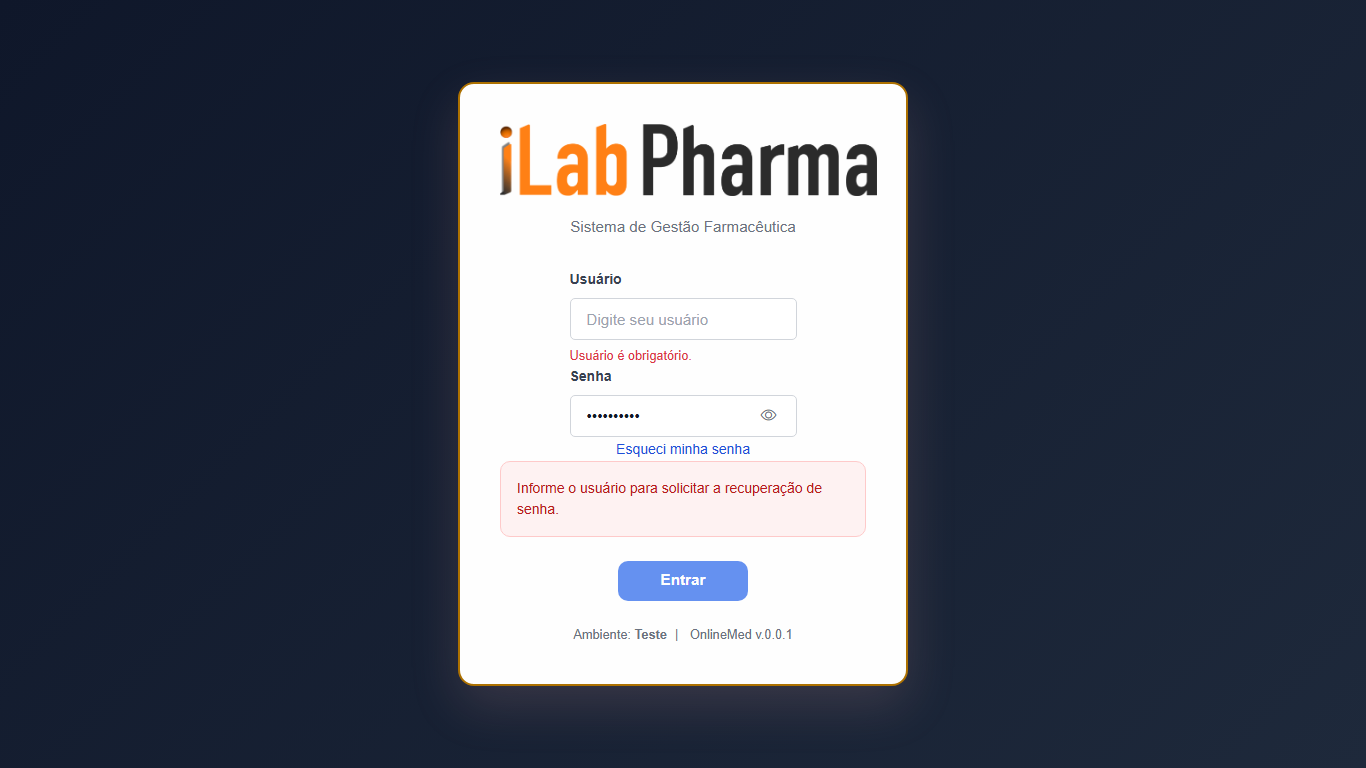 iLab Pharma
Sistema de Gestão Farmacêutica
Usuário
Digite seu usuário
Usuário é obrigatório.
Senha
••••••••••
Esqueci minha senha
Informe o usuário para solicitar a recuperação de
senha.
Entrar
Ambiente: Teste | OnlineMed v.0.0.1